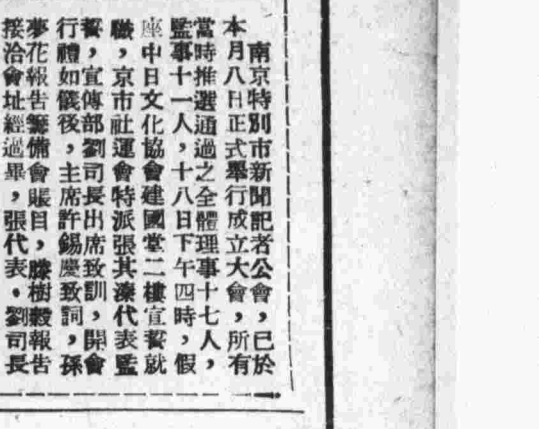 南京特別市新聞記者公會，已於
本月八日正式舉行成立大會，所有
當時推選通過之全體理事十七人，
監事十一人，十八日下午四時，假
座中日文化協會建國堂二樓宣誓就
職，京市社運會特派張其濂代表監
誓，宣傳部劉司長出席致訓，開會
行禮如儀後，主席許錫慶致詞，孫
夢花報告籌備會賬目，滕樹穀報告
接洽會址經過畢，張代表．劉司長